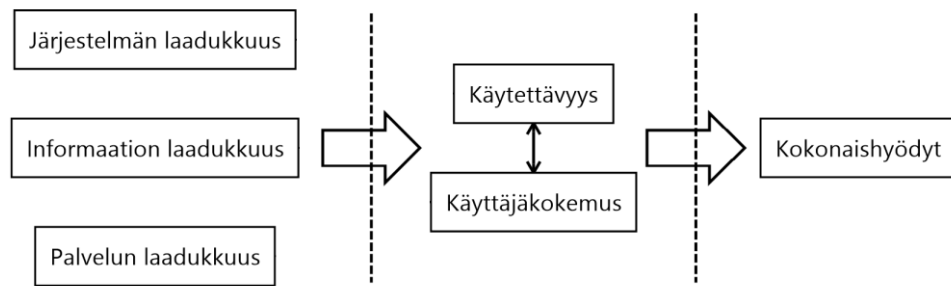 Järjestelmän laadukkuus
Informaation laadukkuus
Palvelun laadukkuus
Käytettävyys
Käyttäjäkokemus
Kokonaishyödyt